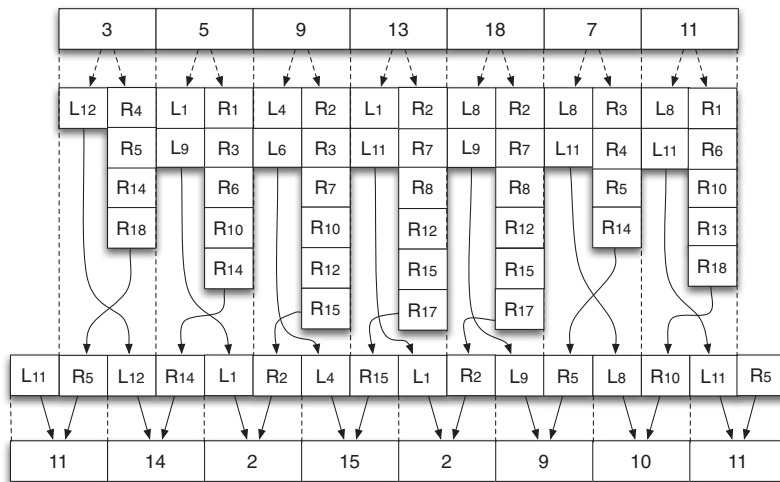 3 5 9 13 18 7 11
L12 R4 L1 R1 L4 R2 L1 R2 L8 R2 L8 R3 L8 R1
R5 L9 R3 L6 R3 L11 R7 L9 R7 L11 R4 L11 R6
R14 R6 R7 R8 R8 R5 R10
R18 R10 R10 R12 R12 R14 R13
R14 R12 R15 R15 R18
R15 R17 R17
L11 R5 L12 R14 L1 R2 L4 R15 L1 R2 L9 R5 L8 R10 L11 R5
11 14 2 15 2 9 10 11